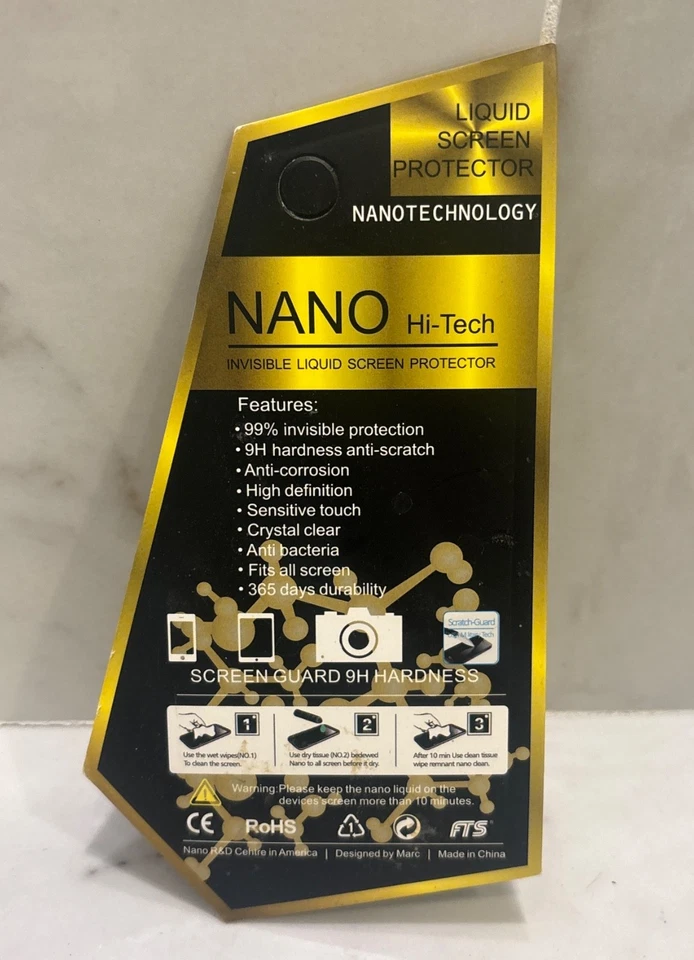 LIQUID
SCREEN
PROTECTOR
NANOTECHNOLOGY
NANO Hi-Tech
INVISIBLE LIQUID SCREEN PROTECTOR
Features:
• 99% invisible protection
• 9H hardness anti-scratch
• Anti-corrosion
• High definition
• Sensitive touch
• Crystal clear
• Anti bacteria
• Fits all screen
• 365 days durability
Scratch-Guard
Tech
SCREEN GUARD 9H HARDNESS
1
Use the wet wipes(NO.1)
To clean the screen.
2
Use dry tissue (NO.2) bedewed
Nano to all screen before it dry.
3
After 10 min Use clean tissue
wipe remnant nano clean.
Warning:Please keep the nano liquid on the
devices screen more than 10 minutes.
CE RoHS 1 FTS®
Nano R&D Centre in America | Designed by Marc | Made in China